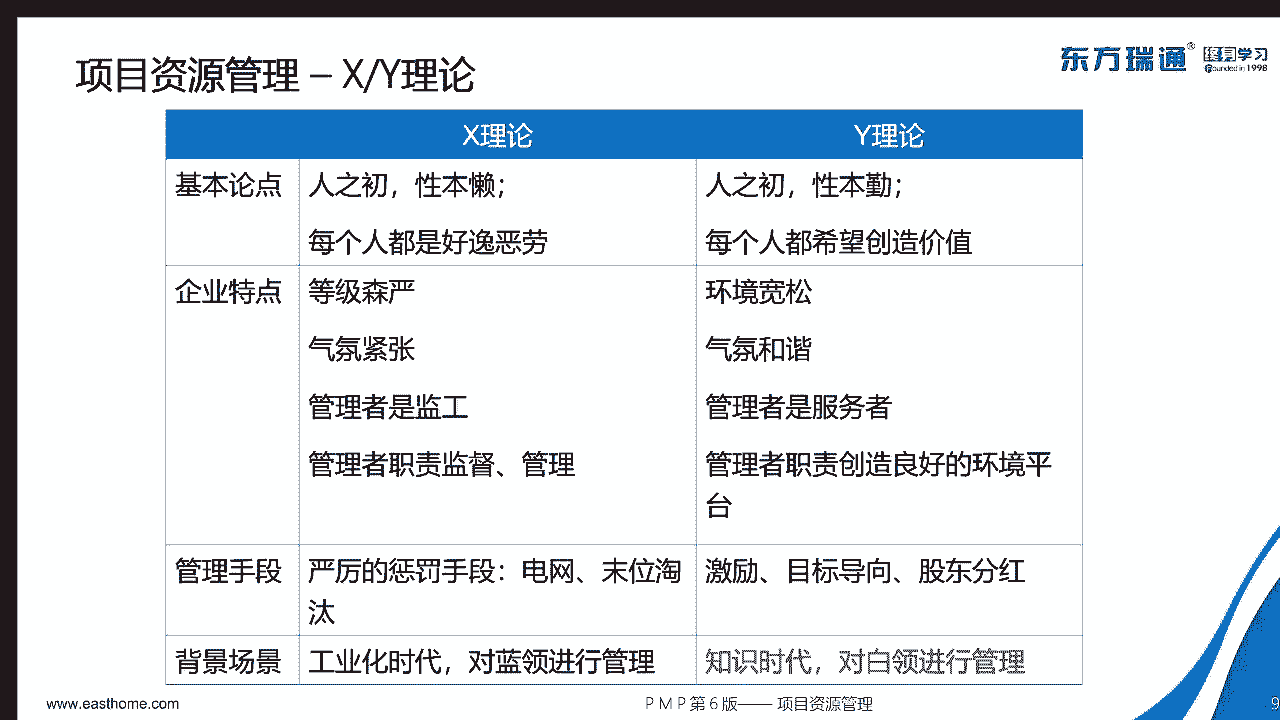 项目资源管理 – X/Y理论
东方瑞通® 终身学习
Founded in 1998
X理论 Y理论
基本论点 人之初，性本懒； 人之初，性本勤；
每个人都是好逸恶劳 每个人都希望创造价值
企业特点 等级森严 环境宽松
气氛紧张 气氛和谐
管理者是监工 管理者是服务者
管理者职责监督、管理 管理者职责创造良好的环境平
台
管理手段 严厉的惩罚手段：电网、末位淘 激励、目标导向、股东分红
汰
背景场景 工业化时代，对蓝领进行管理 知识时代，对白领进行管理
www.easthome.com PMP第6版—— 项目资源管理 9